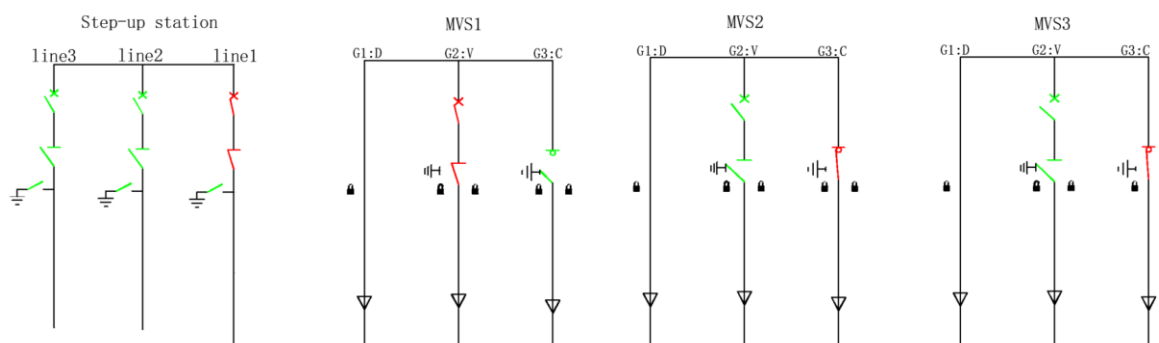 Step-up station
line3 line2 line1
MVS1
G1:D G2:V G3:C
MVS2
G1:D G2:V G3:C
MVS3
G1:D G2:V G3:C